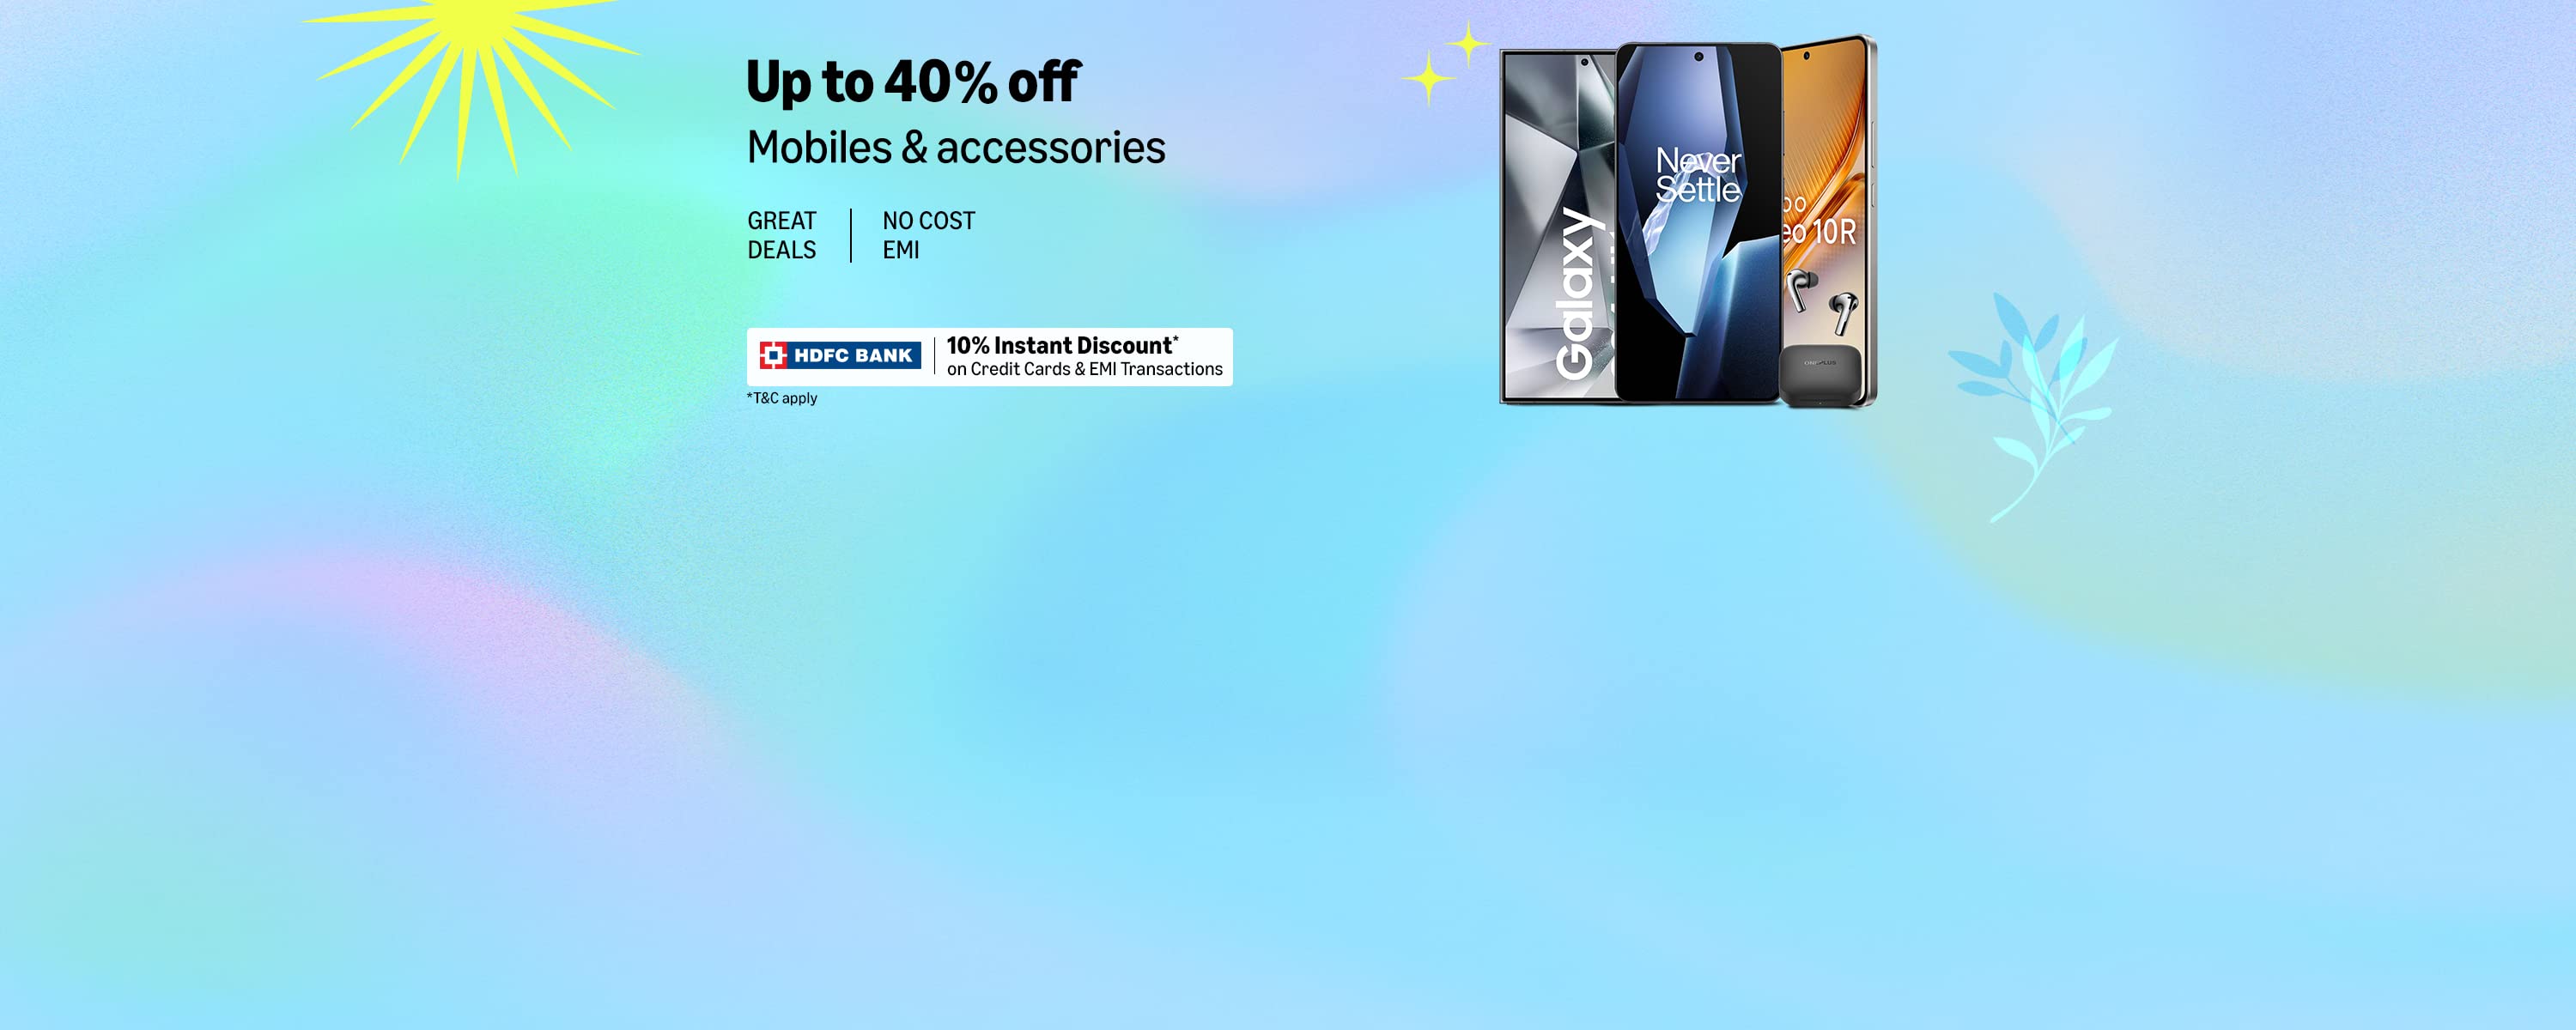 Up to 40% off
Mobiles & accessories
GREAT
DEALS
NO COST
EMI
HDFC BANK
10% Instant Discount*
on Credit Cards & EMI Transactions
*T&C apply
Galaxy
Never
Settle
10R
ONEPLUS